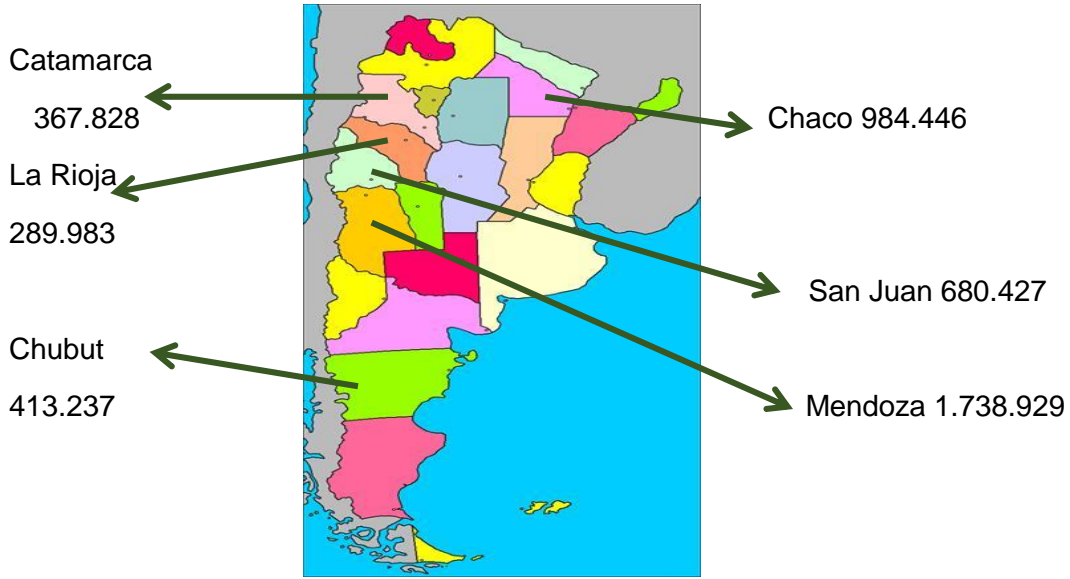 Catamarca
367.828
La Rioja
289.983
Chubut
413.237
Chaco 984.446
San Juan 680.427
Mendoza 1.738.929